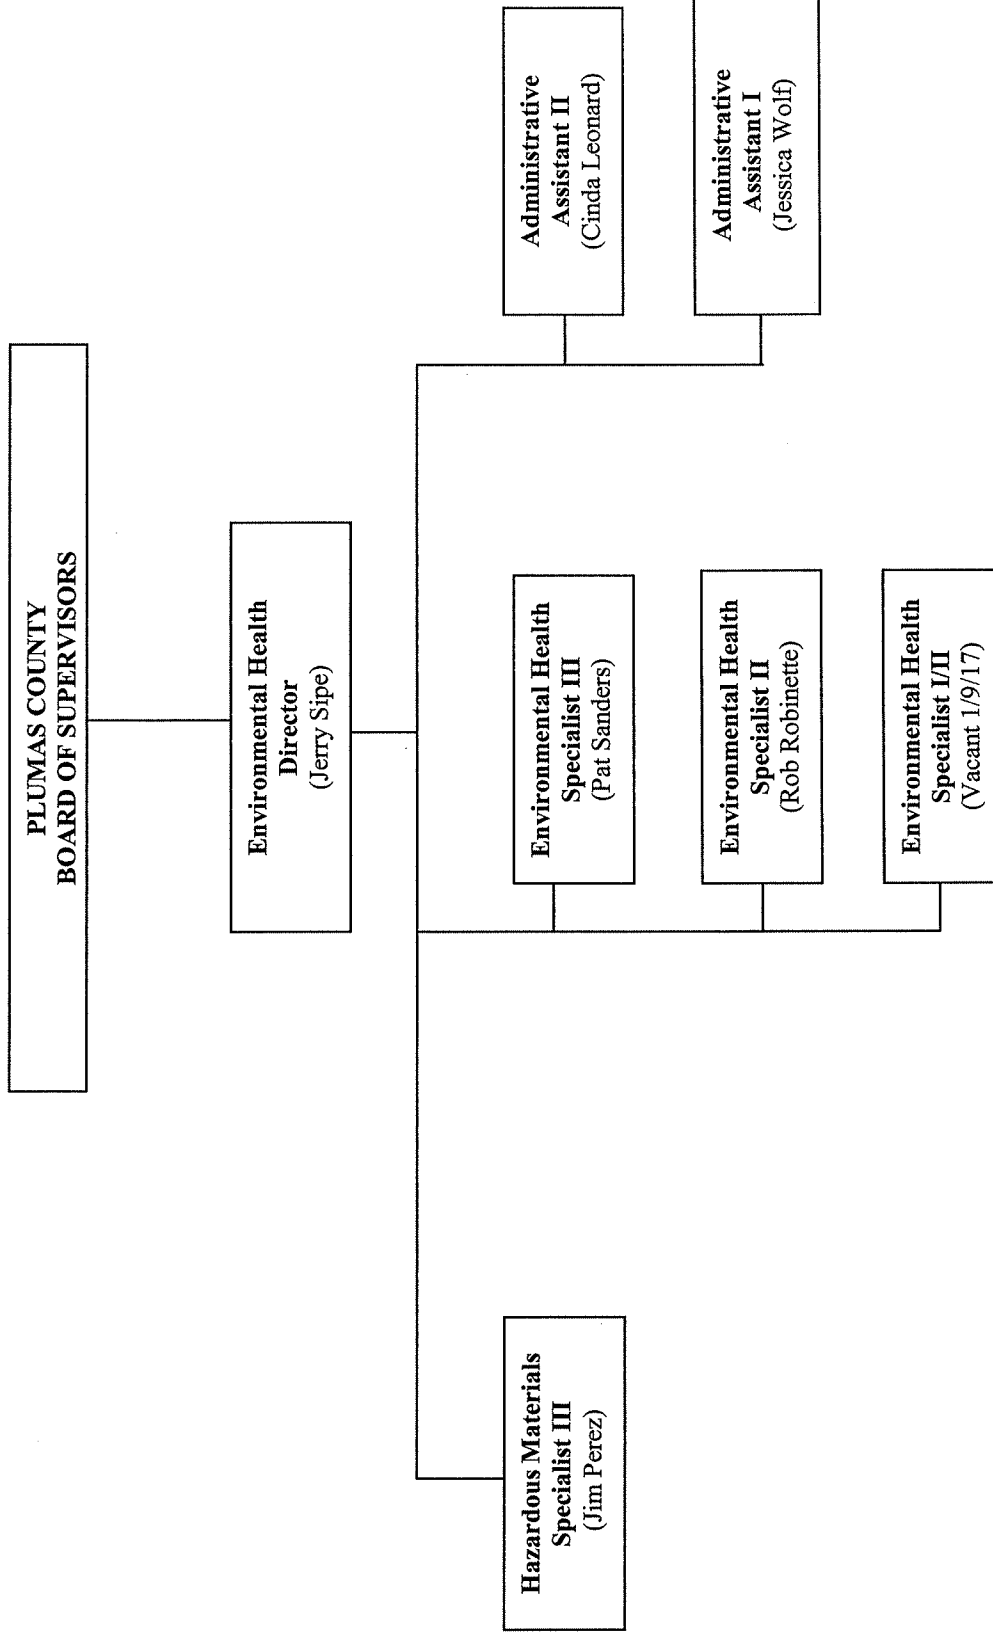 PLUMAS COUNTY
BOARD OF SUPERVISORS
Environmental Health
Director
(Jerry Sipe)
Hazardous Materials
Specialist III
(Jim Perez)
Environmental Health
Specialist III
(Pat Sanders)
Environmental Health
Specialist II
(Rob Robinette)
Environmental Health
Specialist I/II
(Vacant 1/9/17)
Administrative
Assistant II
(Cinda Leonard)
Administrative
Assistant I
(Jessica Wolf)